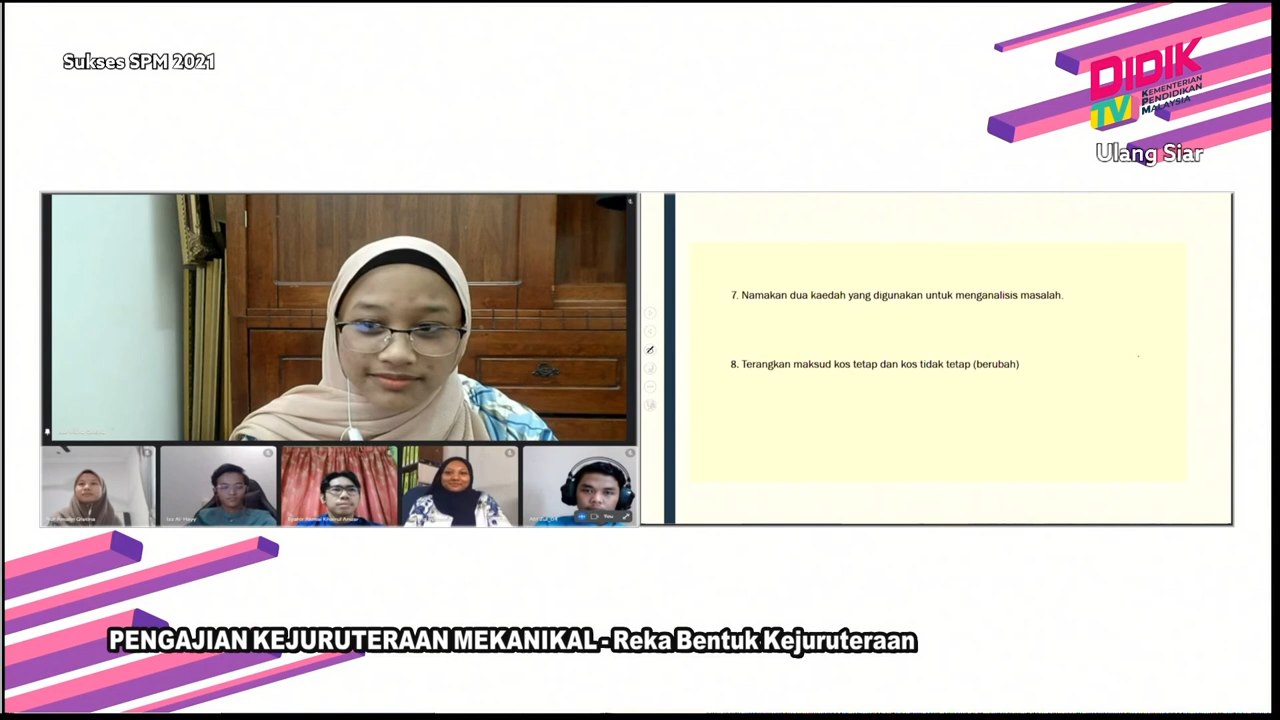 Sukses SPM 2021
DIDIK
TV
KEMENTERIAN
PENDIDIKAN
MALAYSIA
Ulang Siar
7. Namakan dua kaedah yang digunakan untuk menganalisis masalah.
8. Terangkan maksud kos tetap dan kos tidak tetap (berubah)
You
PENGAJIAN KEJURUTERAAN MEKANIKAL - Reka Bentuk Kejuruteraan